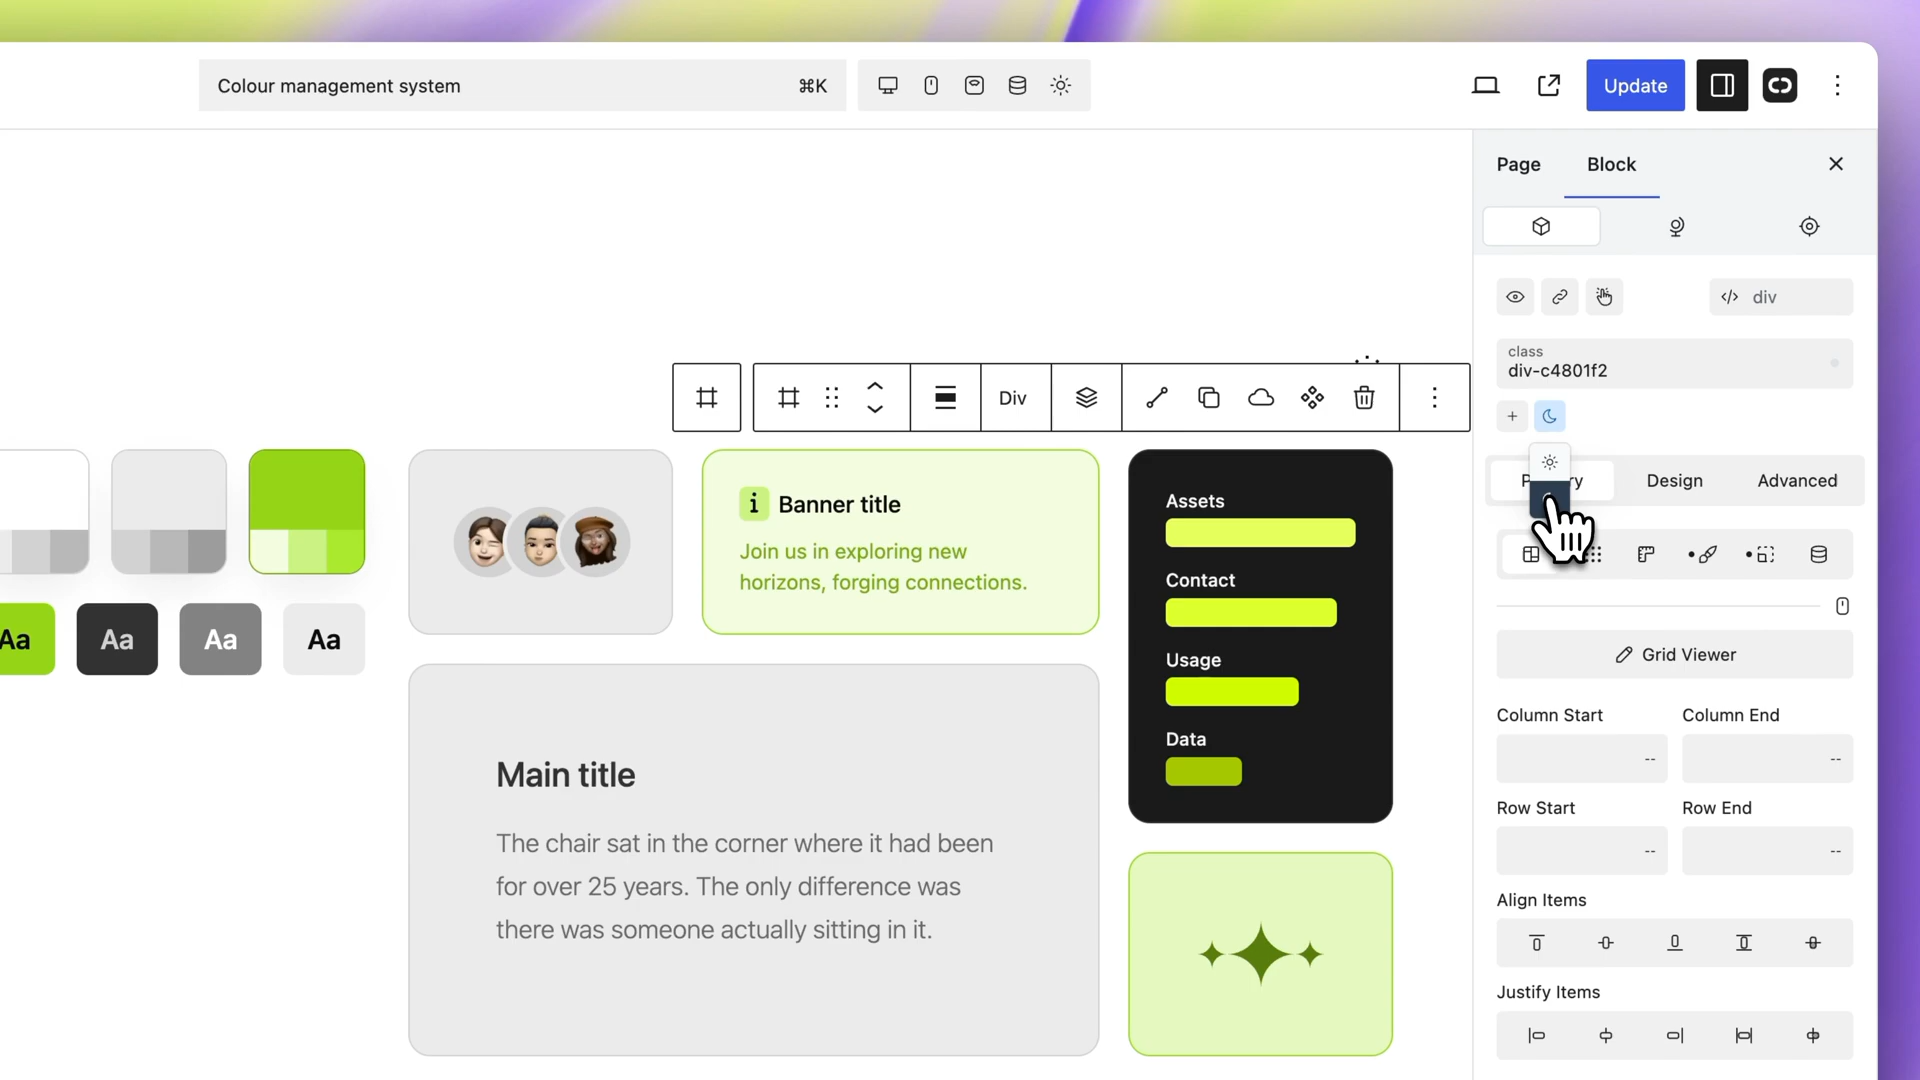 Colour management system
⌘K
Update
Page
Block
</> div
class
div-c4801f2
Div
Design
Advanced
Aa
Aa
Aa
Aa
i Banner title
Join us in exploring new
horizons, forging connections.
Assets
Contact
Usage
Data
Main title
The chair sat in the corner where it had been
for over 25 years. The only difference was
there was someone actually sitting in it.
Grid Viewer
Column Start
Column End
--
--
Row Start
Row End
--
--
Align Items
Justify Items